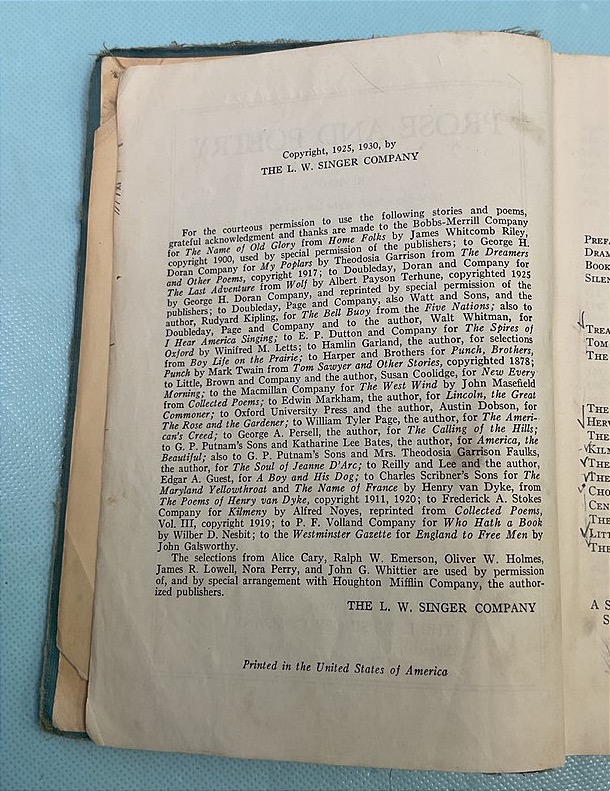 Copyright, 1925, 1930, by
THE L. W. SINGER COMPANY
For the courteous permission to use the following stories and poems,
grateful acknowledgment and thanks are made to the Bobbs-Merrill Company
for The Name of Old Glory from Home Folks by James Whitcomb Riley,
copyright 1900, used by special permission of the publishers; to George H.
Doran Company for My Poplars by Theodosia Garrison from The Dreamers
and Other Poems, copyright 1917; to Doubleday, Doran and Company for
The Last Adventure from Wolf by Albert Payson Terhune, copyrighted 1925
by George H. Doran Company, and reprinted by special permission of the
publishers; to Doubleday, Page and Company, also Watt and Sons, and the
author, Rudyard Kipling, for The Bell Buoy from the Five Nations; also to
Doubleday, Page and Company and to the author, Walt Whitman, for
I Hear America Singing; to E. P. Dutton and Company for The Spires of
Oxford by Winifred M. Letts; to Hamlin Garland, the author, for selections
from Boy Life on the Prairie; to Harper and Brothers for Punch, Brothers,
Punch by Mark Twain from Tom Sawyer and Other Stories, copyrighted 1878;
to Little, Brown and Company and the author, Susan Coolidge, for New Every
Morning; to the Macmillan Company for The West Wind by John Masefield
from Collected Poems; to Edwin Markham, the author, for Lincoln, the Great
Commoner; to Oxford University Press and the author, Austin Dobson, for
The Rose and the Gardener; to William Tyler Page, the author, for The Ameri-
can's Creed; to George A. Persell, the author, for The Calling of the Hills;
to G. P. Putnam's Sons and Katharine Lee Bates, the author, for America, the
Beautiful; also to G. P. Putnam's Sons and Mrs. Theodosia Garrison Faulks,
the author, for The Soul of Jeanne D'Arc; to Reilly and Lee and the author,
Edgar A. Guest, for A Boy and His Dog; to Charles Scribner's Sons for The
Maryland Yellowthroat and The Name of France by Henry van Dyke, from
The Poems of Henry van Dyke, copyright 1911, 1920; to Frederick A. Stokes
Company for Kilmeny by Alfred Noyes, reprinted from Collected Poems,
Vol. III, copyright 1919; to P. F. Volland Company for Who Hath a Book
by Wilber D. Nesbit; to the Westminster Gazette for England to Free Men by
John Galsworthy.
The selections from Alice Cary, Ralph W. Emerson, Oliver W. Holmes,
James R. Lowell, Nora Perry, and John G. Whittier are used by permission
of, and by special arrangement with Houghton Mifflin Company, the author-
ized publishers.
THE L. W. SINGER COMPANY
Printed in the United States of America
PREFA
DRAM
BOOK
SILEN
TREA
TOM
THE
THE
HERV
THE
KILM
THE
THE
CHO
CEN
THE
LITT
THE
A S
S